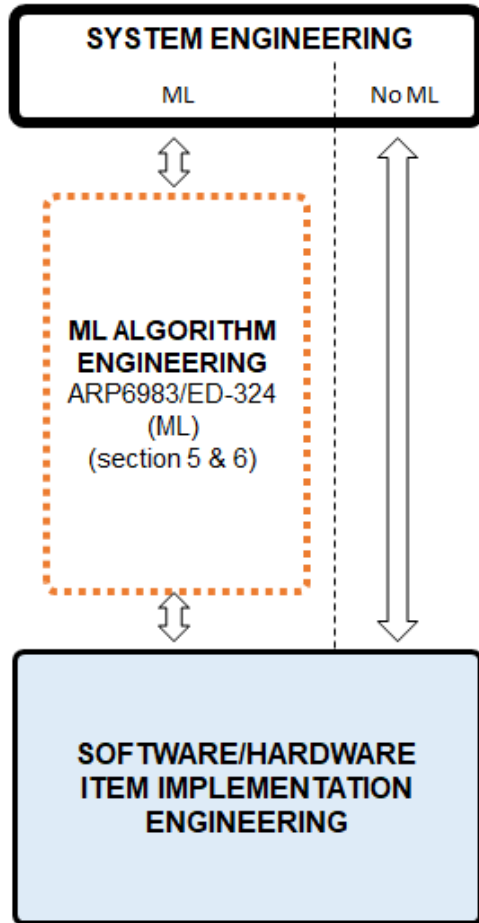 SYSTEM ENGINEERING
ML
No ML
ML ALGORITHM
ENGINEERING
ARP6983/ED-324
(ML)
(section 5 & 6)
SOFTWARE/HARDWARE
ITEM IMPLEMENTATION
ENGINEERING